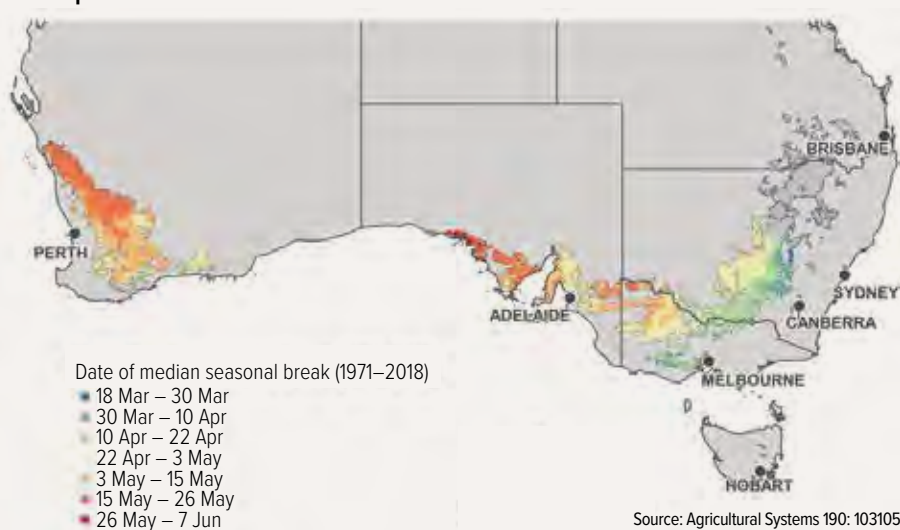 BRISBANE
PERTH
ADELAIDE
SYDNEY
CANBERRA
MELBOURNE
HOBART
Date of median seasonal break (1971–2018)
18 Mar – 30 Mar
30 Mar – 10 Apr
10 Apr – 22 Apr
22 Apr – 3 May
3 May – 15 May
15 May – 26 May
26 May – 7 Jun
Source: Agricultural Systems 190: 103105